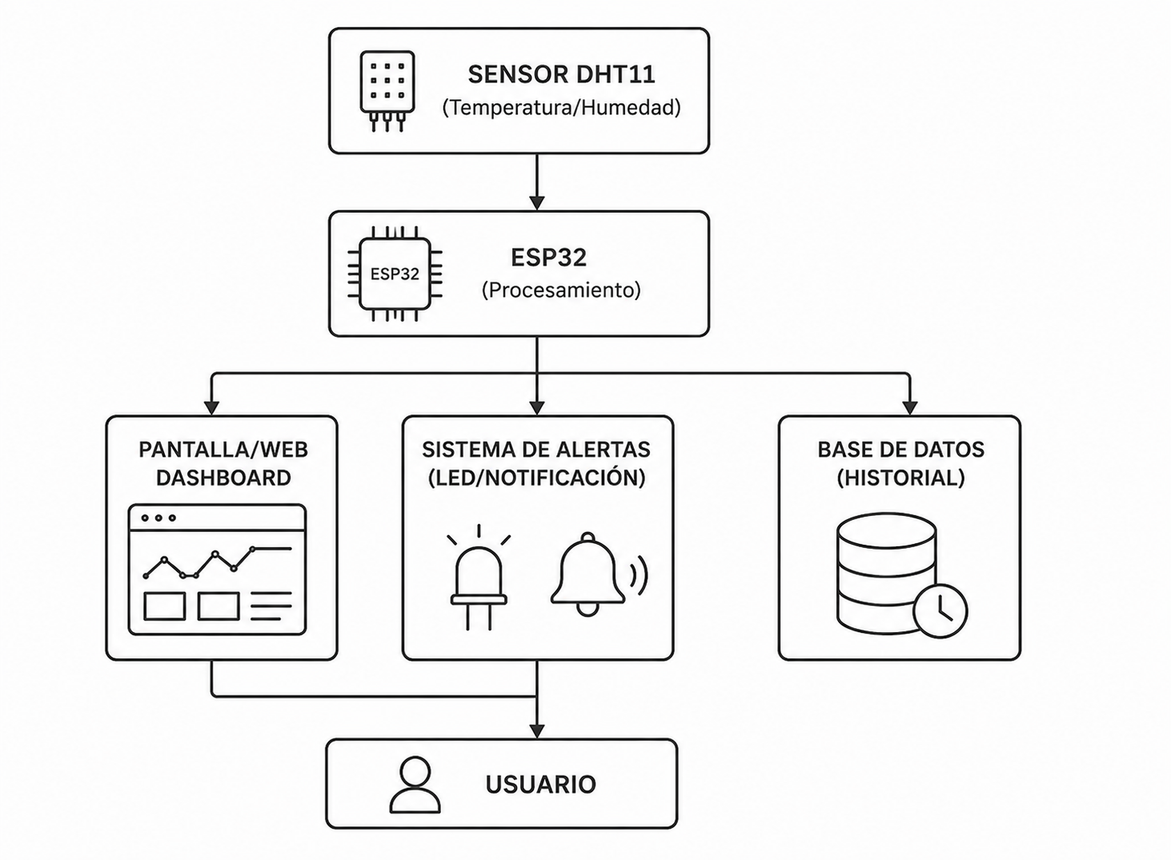 SENSOR DHT11
(Temperatura/Humedad)
ESP32
ESP32
(Procesamiento)
PANTALLA/WEB
DASHBOARD
SISTEMA DE ALERTAS
(LED/NOTIFICACIÓN)
BASE DE DATOS
(HISTORIAL)
USUARIO